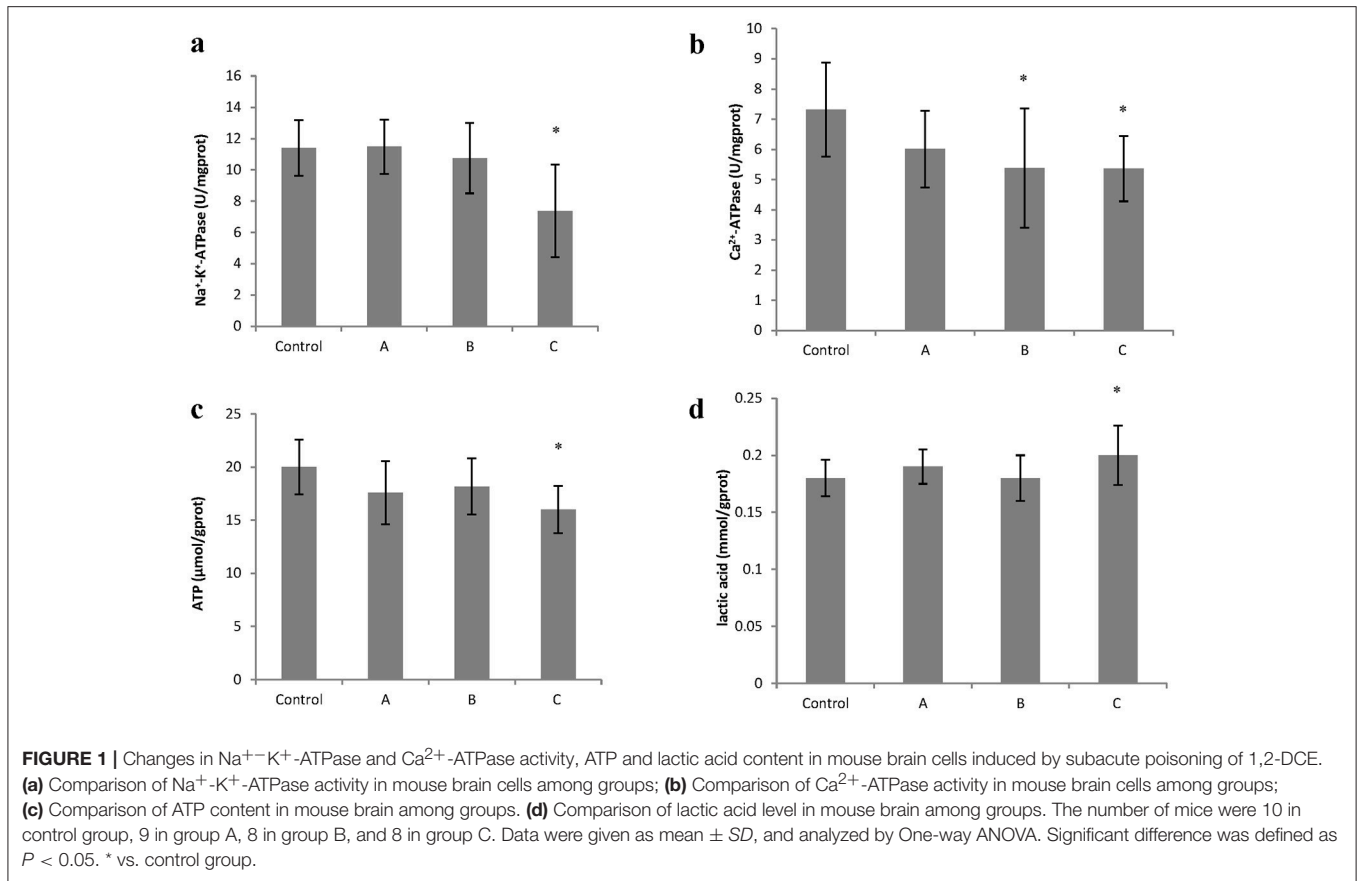 a
16
14
12
10
8
6
4
2
0
Na⁺-K⁺-ATPase (U/mgprot)
*
Control A B C
b
10
9
8
7
6
5
4
3
2
1
0
Ca²⁺-ATPase (U/mgprot)
* *
Control A B C
c
25
20
15
10
5
0
ATP (μmol/gprot)
*
Control A B C
d
0.25
0.2
0.15
0.1
0.05
0
lactic acid (mmol/gprot)
*
Control A B C
FIGURE 1 | Changes in Na⁺⁻K⁺-ATPase and Ca²⁺-ATPase activity, ATP and lactic acid content in mouse brain cells induced by subacute poisoning of 1,2-DCE.
(a) Comparison of Na⁺-K⁺-ATPase activity in mouse brain cells among groups; (b) Comparison of Ca²⁺-ATPase activity in mouse brain cells among groups;
(c) Comparison of ATP content in mouse brain among groups. (d) Comparison of lactic acid level in mouse brain among groups. The number of mice were 10 in
control group, 9 in group A, 8 in group B, and 8 in group C. Data were given as mean ± SD, and analyzed by One-way ANOVA. Significant difference was defined as
P < 0.05. * vs. control group.